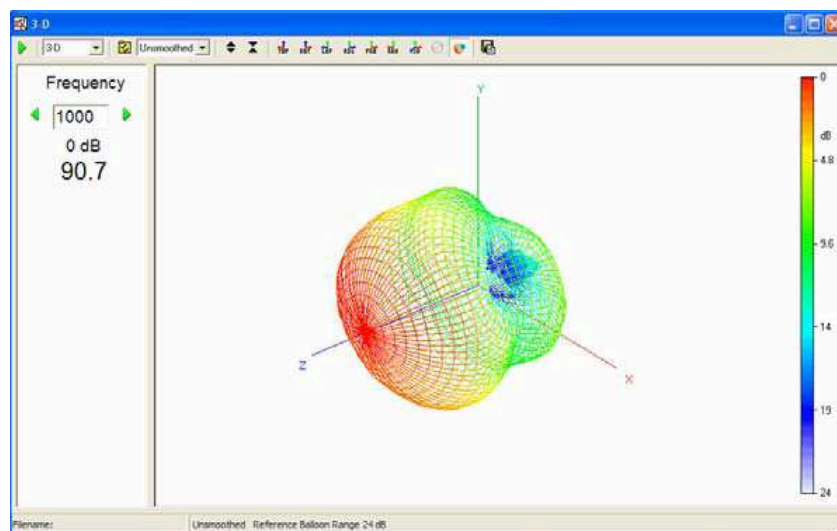 3-D
3-D
Unsmoothed
Frequency
1000
0 dB
90.7
Y
Z
X
0
dB
4.8
9.6
14
19
24
Filename:
Unsmoothed Reference Balloon Range 24 dB